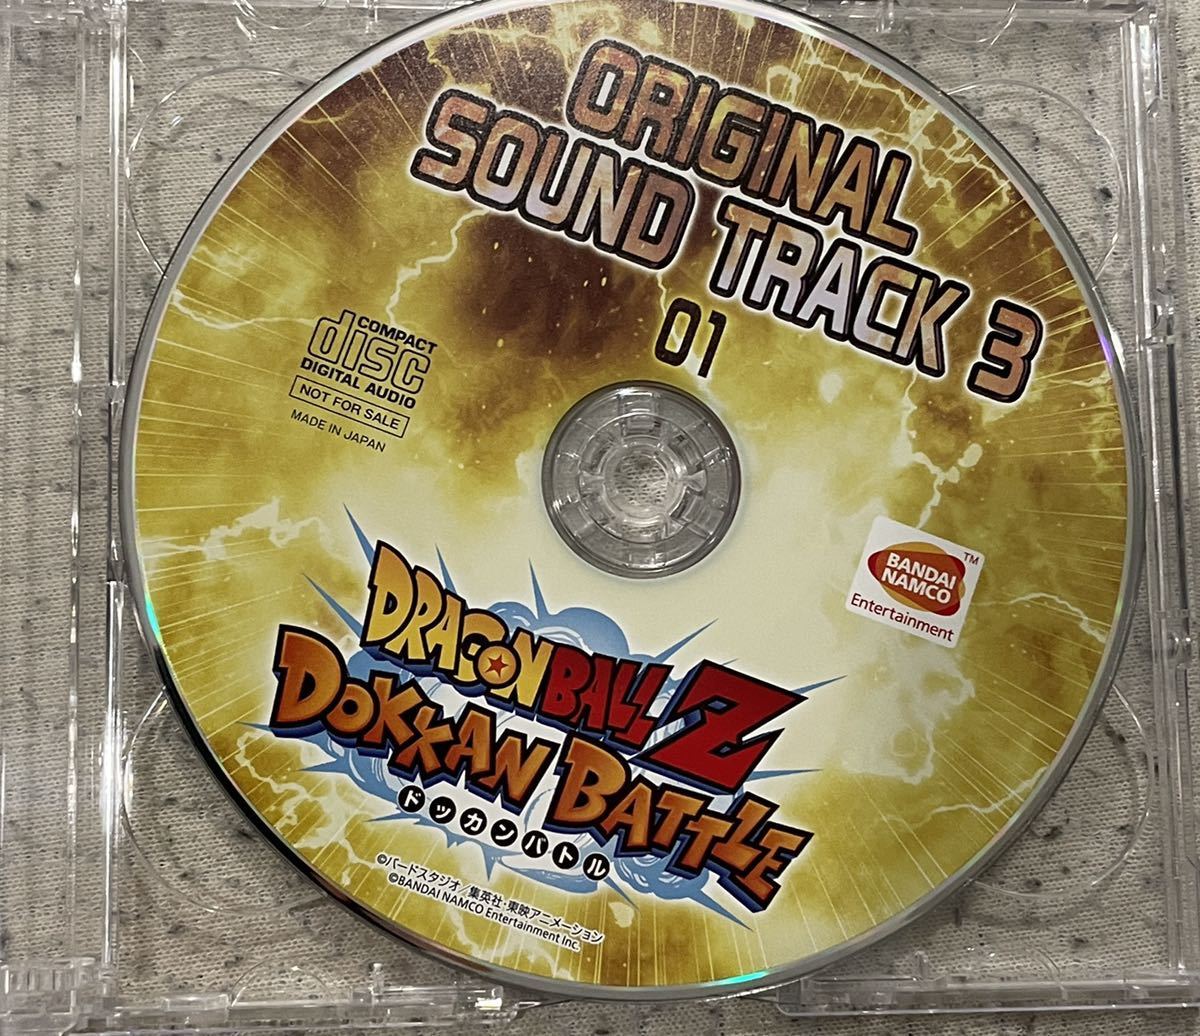 ORIGINAL
SOUND TRACK 3
01
COMPACT
disc
DIGITAL AUDIO
NOT FOR SALE
MADE IN JAPAN
BANDAI
NAMCO
TM
Entertainment
DRAGONBALL Z
DOKKAN BATTLE
ドッカンバトル
©バードスタジオ／集英社・東映アニメーション
©BANDAI NAMCO Entertainment Inc.